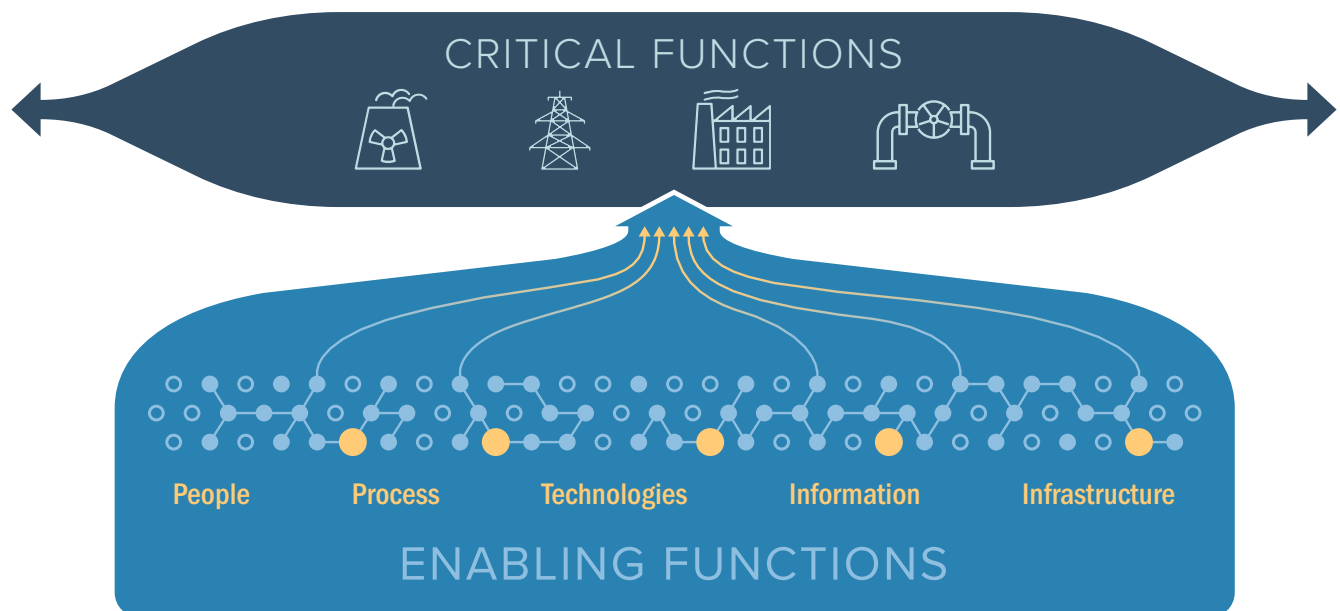 CRITICAL FUNCTIONS
People Process Technologies Information Infrastructure
ENABLING FUNCTIONS